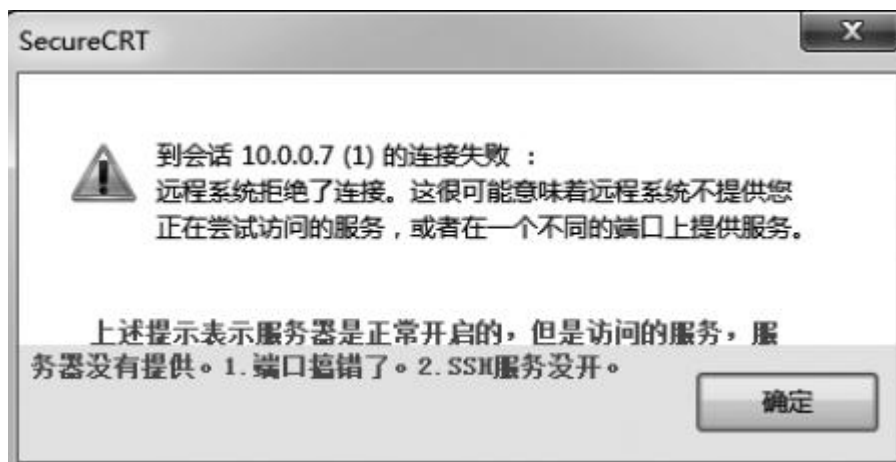 SecureCRT
X
到会话 10.0.0.7 (1) 的连接失败 ：
远程系统拒绝了连接。这很可能意味着远程系统不提供您
正在尝试访问的服务，或者在一个不同的端口上提供服务。
上述提示表示服务器是正常开启的，但是访问的服务，服
务器没有提供。1.端口搞错了。2.SSH服务没开。
确定